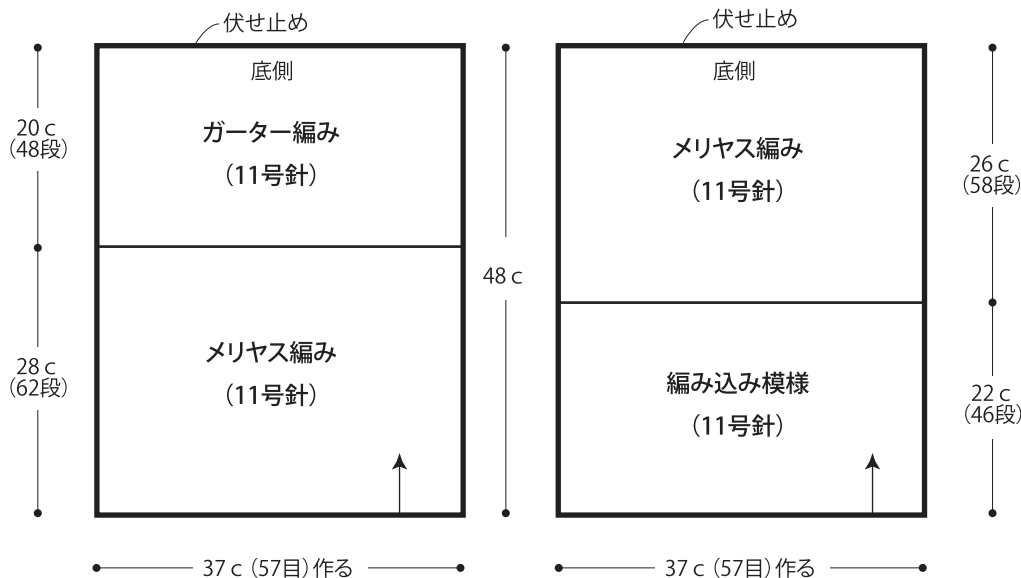 伏せ止め
底側
ガーター編み
（11号針）
20 c
（48段）
メリヤス編み
（11号針）
28 c
（62段）
37 c（57目）作る
48 c
伏せ止め
底側
メリヤス編み
（11号針）
26 c
（58段）
編み込み模様
（11号針）
22 c
（46段）
37 c（57目）作る